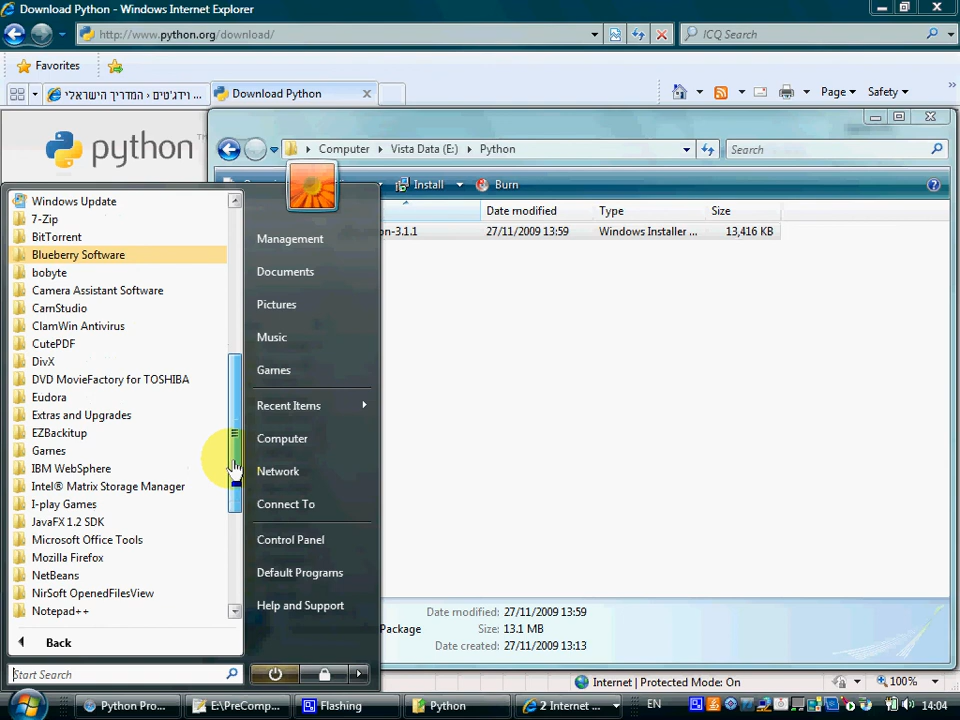 Download Python - Windows Internet Explorer
http://www.python.org/download/
ICQ Search
Favorites
וידג'טים › המדריך הישראלי ...
Download Python
Page
Safety
python
TM
Computer
Vista Data (E:)
Python
Search
Install
Burn
Date modified
Type
Size
on-3.1.1
27/11/2009 13:59
Windows Installer ...
13,416 KB
Windows Update
7-Zip
BitTorrent
Blueberry Software
bobyte
Camera Assistant Software
CamStudio
ClamWin Antivirus
CutePDF
DivX
DVD MovieFactory for TOSHIBA
Eudora
Extras and Upgrades
EZBackitup
Games
IBM WebSphere
Intel® Matrix Storage Manager
I-play Games
JavaFX 1.2 SDK
Microsoft Office Tools
Mozilla Firefox
NetBeans
NirSoft OpenedFilesView
Notepad++
Back
Start Search
Management
Documents
Pictures
Music
Games
Recent Items
Computer
Network
Connect To
Control Panel
Default Programs
Help and Support
Date modified: 27/11/2009 13:59
Package
Size: 13.1 MB
Date created: 27/11/2009 13:13
Internet | Protected Mode: On
100%
Python Pro...
E:\PreComp...
Flashing
Python
2 Internet ...
EN
14:04